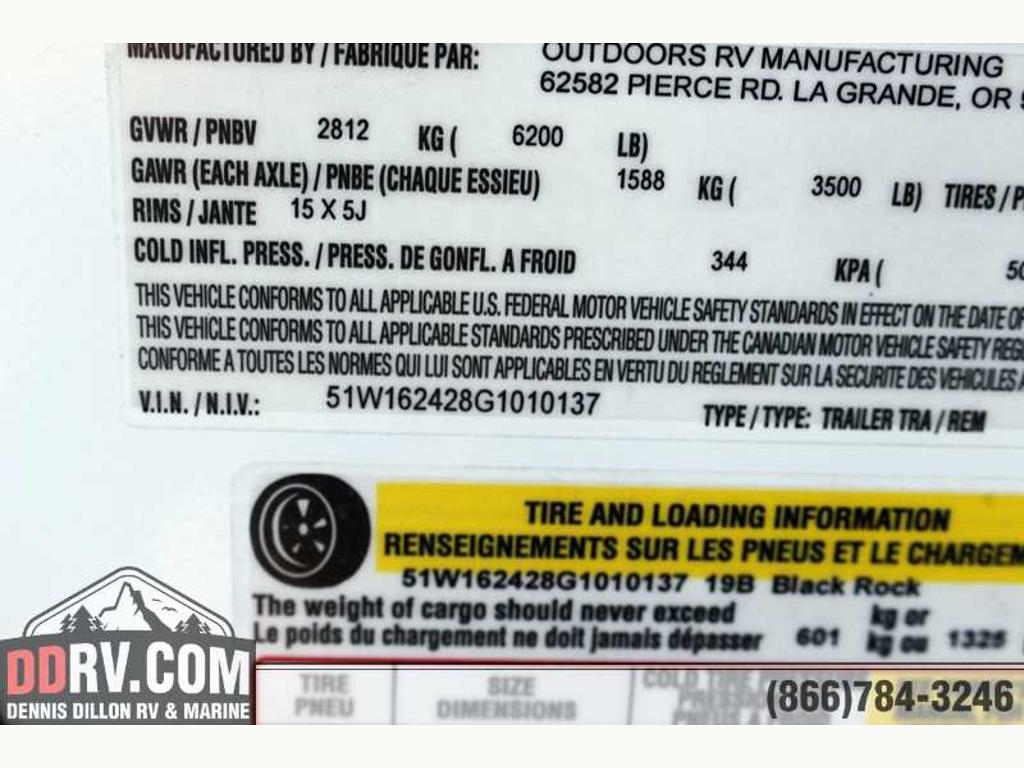 MANUFACTURED BY / FABRIQUE PAR: OUTDOORS RV MANUFACTURING
62582 PIERCE RD. LA GRANDE, OR
GVWR / PNBV 2812 KG ( 6200 LB)
GAWR (EACH AXLE) / PNBE (CHAQUE ESSIEU) 1588 KG ( 3500 LB) TIRES /
RIMS / JANTE 15 X 5J
COLD INFL. PRESS. / PRESS. DE GONFL. A FROID 344 KPA (
THIS VEHICLE CONFORMS TO ALL APPLICABLE U.S. FEDERAL MOTOR VEHICLE SAFETY STANDARDS IN EFFECT ON THE DATE OF
THIS VEHICLE CONFORMS TO ALL APPLICABLE STANDARDS PRESCRIBED UNDER THE CANADIAN MOTOR VEHICLE SAFETY
CONFORME A TOUTES LES NORMES QUI LUI SONT APPLICABLES EN VERTU DU REGLEMENT SUR LA SECURITE DES VEHICULES
V.I.N. / N.I.V.: 51W162428G1010137 TYPE / TYPE: TRAILER TRA / REM
TIRE AND LOADING INFORMATION
RENSEIGNEMENTS SUR LES PNEUS ET LE CHARGEM
51W162428G1010137 19B Black Rock
The weight of cargo should never exceed kg or
Le poids du chargement ne doit jamais dépasser 601 kg ou 1325
TIRE SIZE COLD TIRE
PNEU DIMENSIONS
DDRV.COM
DENNIS DILLON RV & MARINE
(866)784-3246